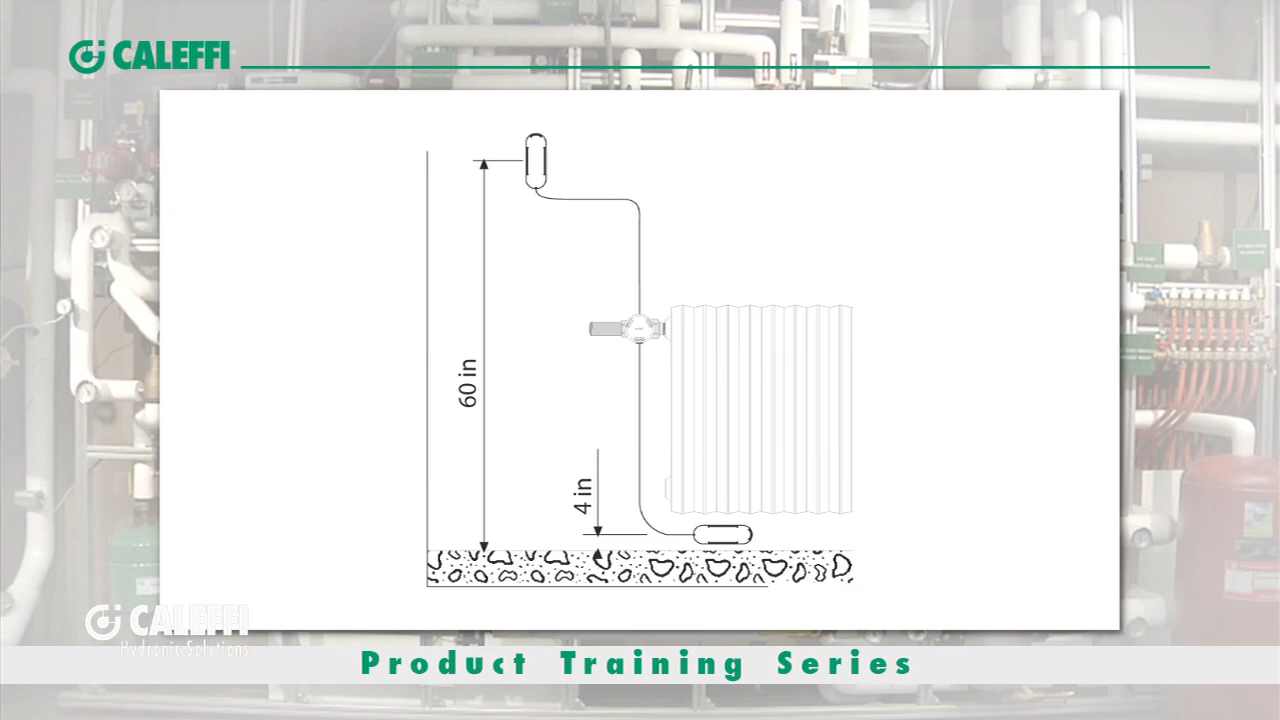 CALEFFI
60 in
4 in
CALEFFI
Hydronic Solutions
Product Training Series